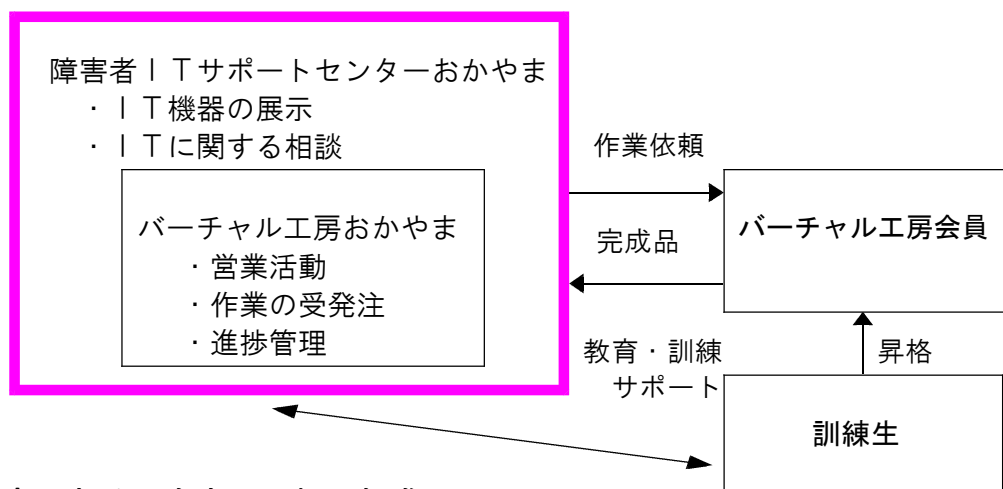 障害者ＩＴサポートセンターおかやま
・ＩＴ機器の展示
・ＩＴに関する相談
バーチャル工房おかやま
・営業活動
・作業の受発注
・進捗管理
作業依頼
完成品
バーチャル工房会員
教育・訓練
サポート
昇格
訓練生